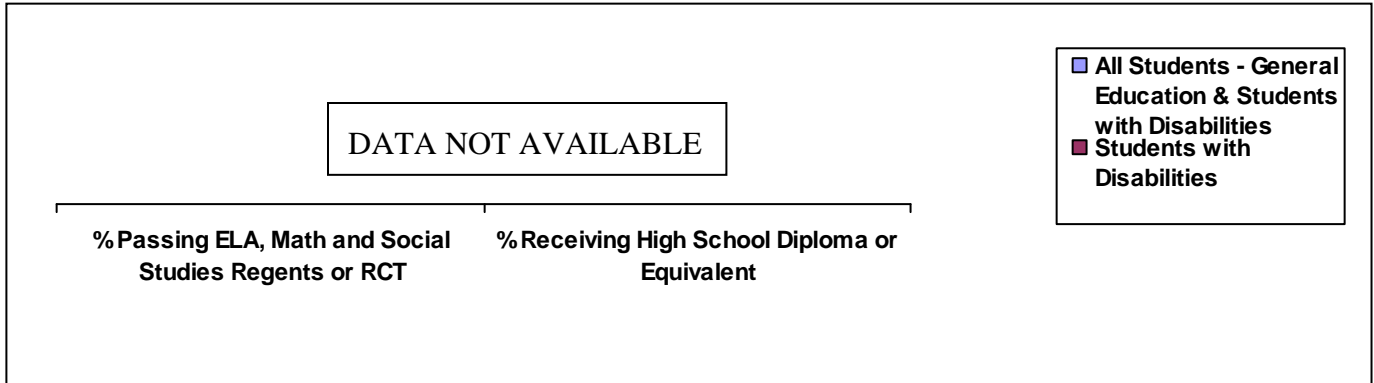 All Students - General
Education & Students
with Disabilities
Students with
Disabilities
DATA NOT AVAILABLE
%Passing ELA, Math and Social
Studies Regents or RCT
%Receiving High School Diploma or
Equivalent